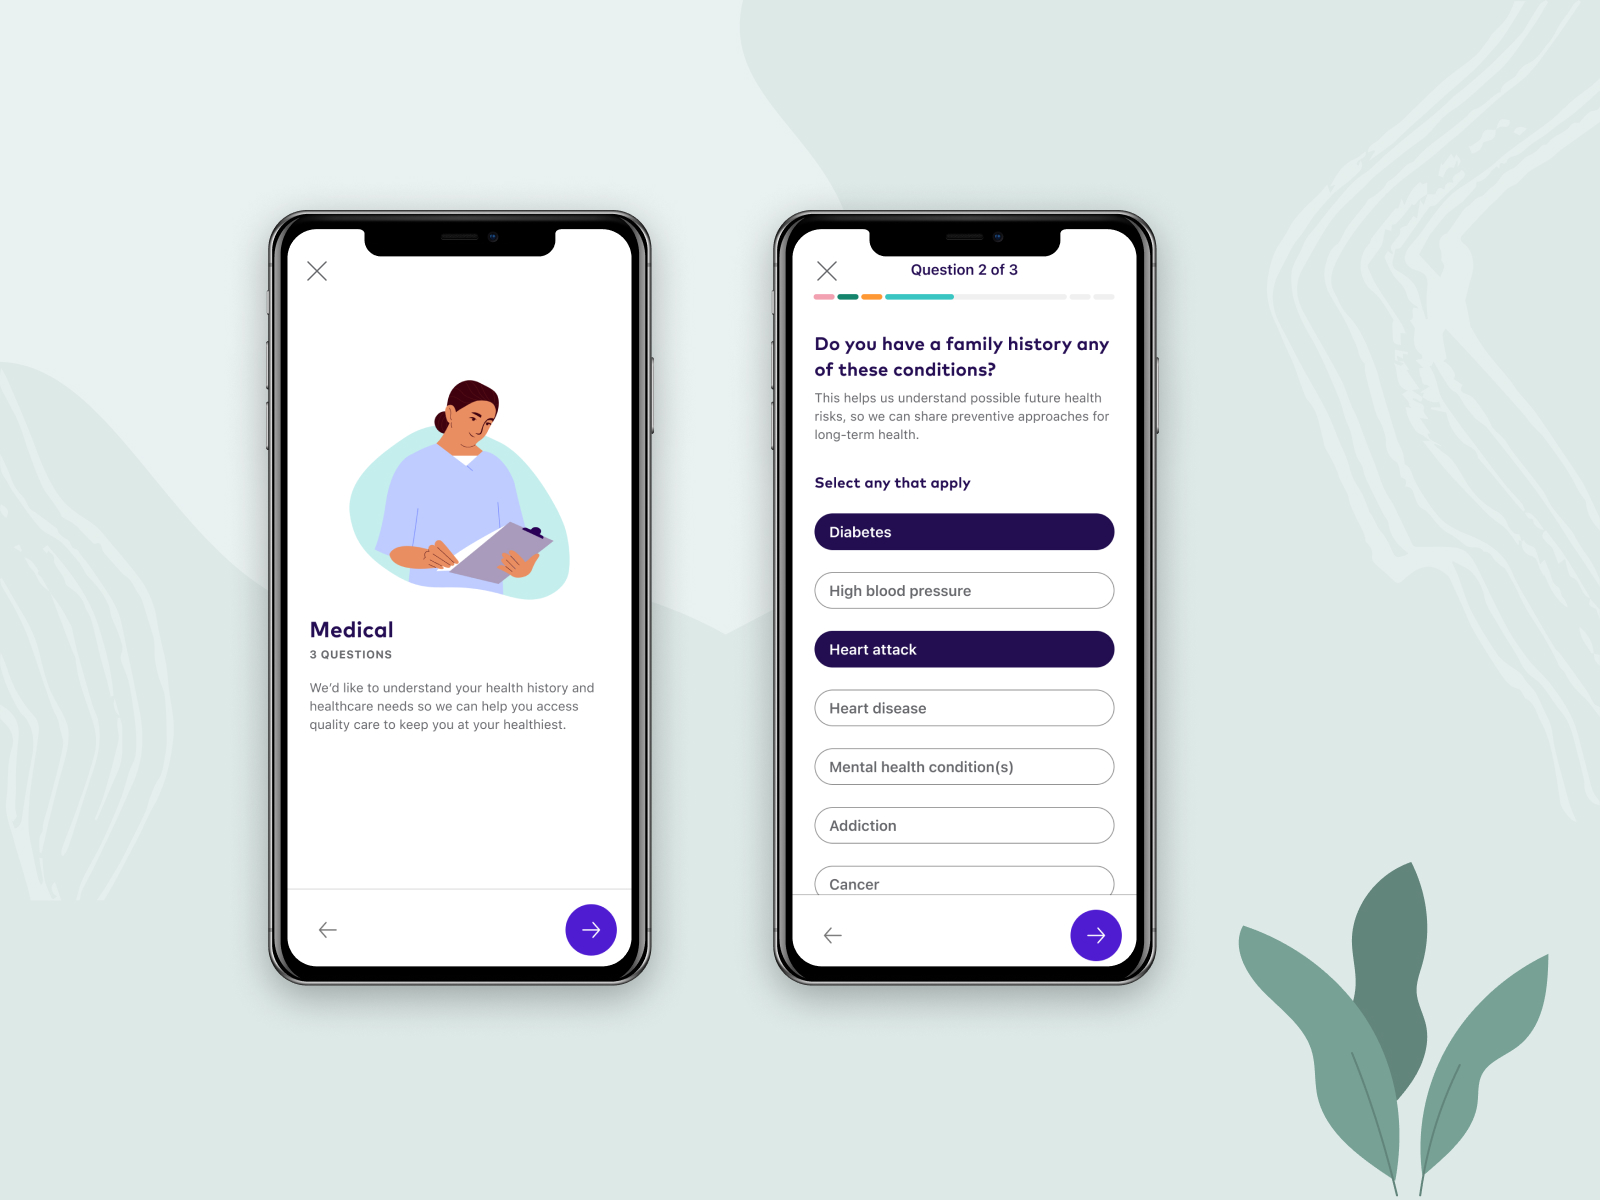 Medical
3 QUESTIONS
We'd like to understand your health history and
healthcare needs so we can help you access
quality care to keep you at your healthiest.
Question 2 of 3
Do you have a family history any
of these conditions?
This helps us understand possible future health
risks, so we can share preventive approaches for
long-term health.
Select any that apply
Diabetes
High blood pressure
Heart attack
Heart disease
Mental health condition(s)
Addiction
Cancer